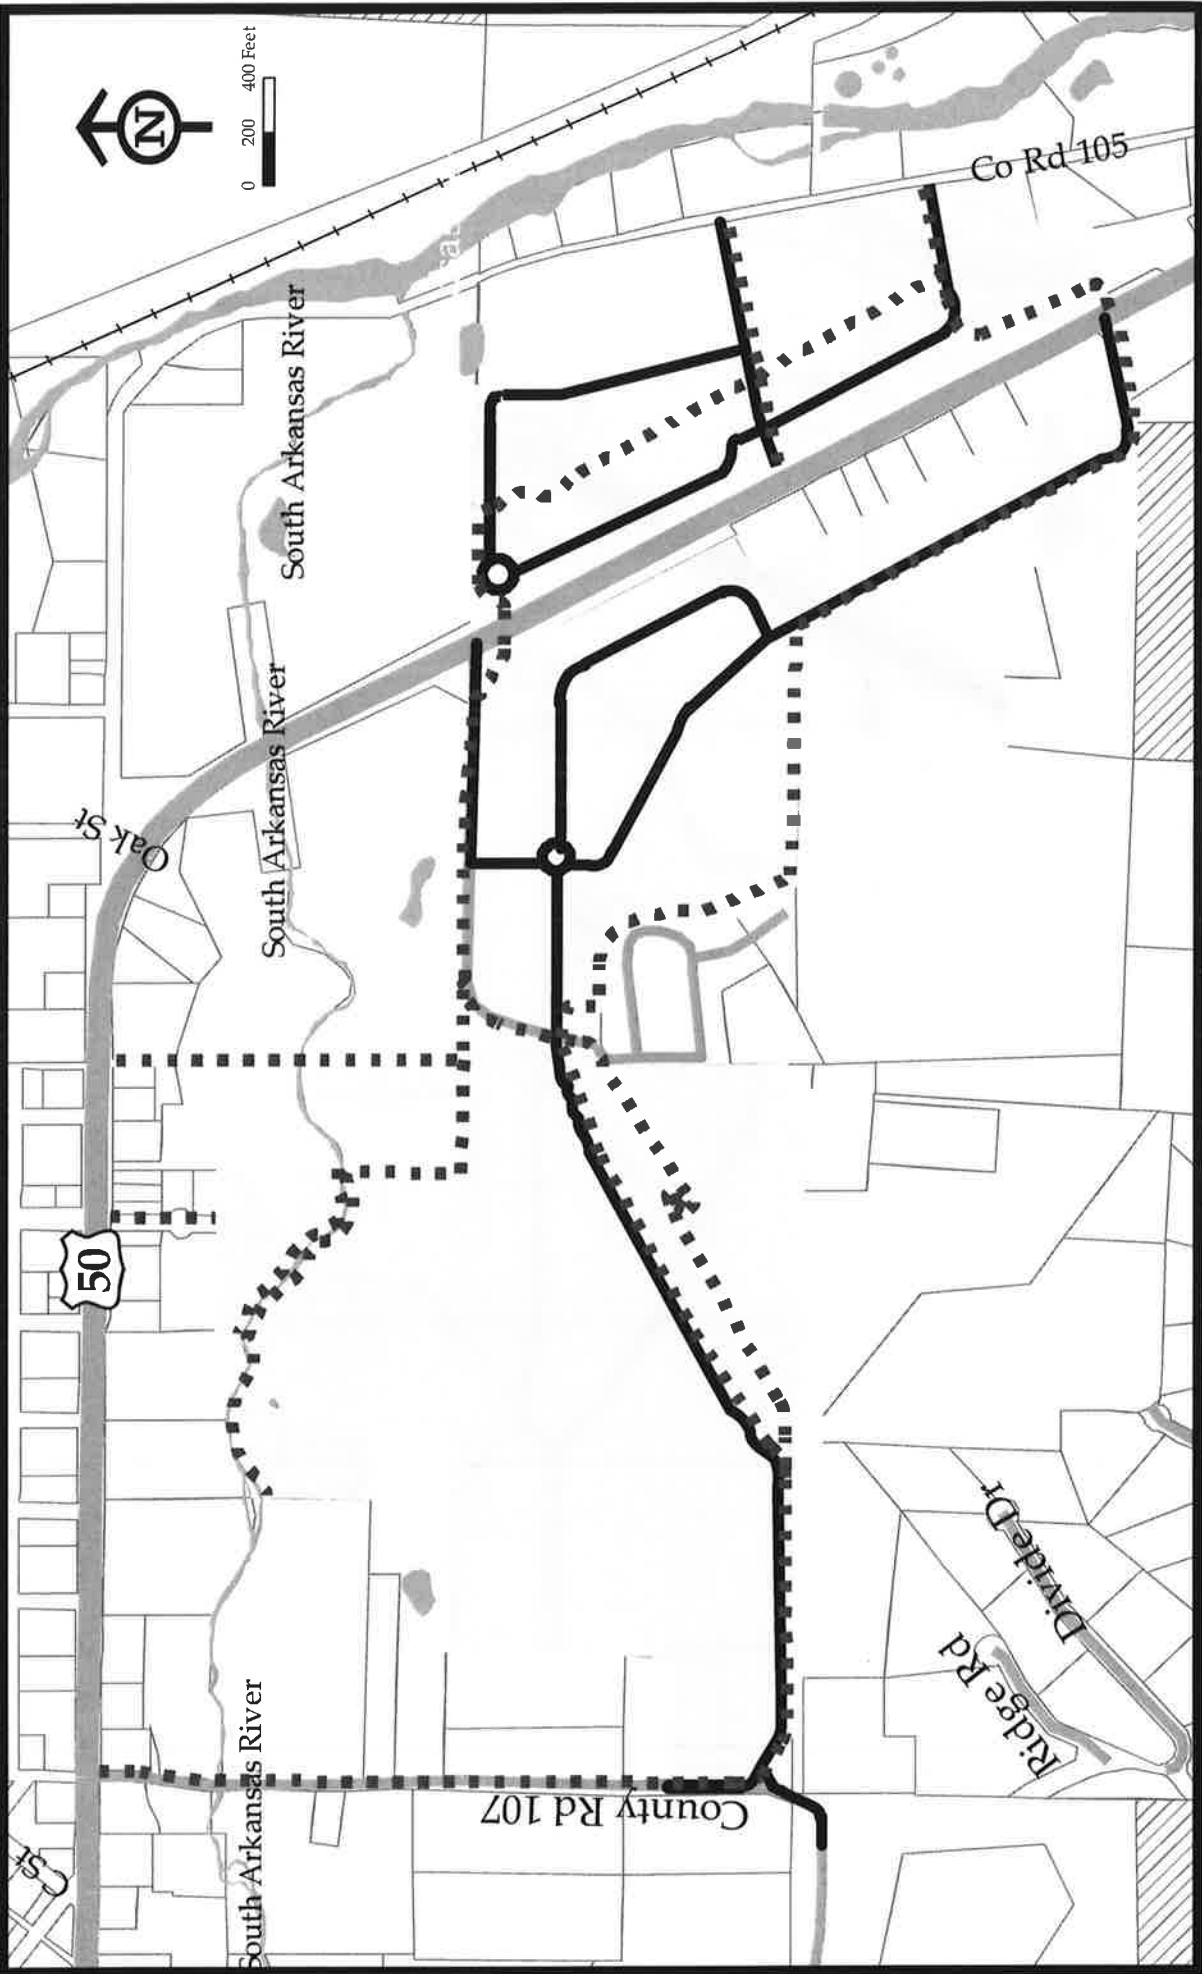 N
0 200 400 Feet
Co Rd 105
South Arkansas River
South Arkansas River
Oak St
50
Divide Dr
Ridge Rd
County Rd 107
South Arkansas River
C St